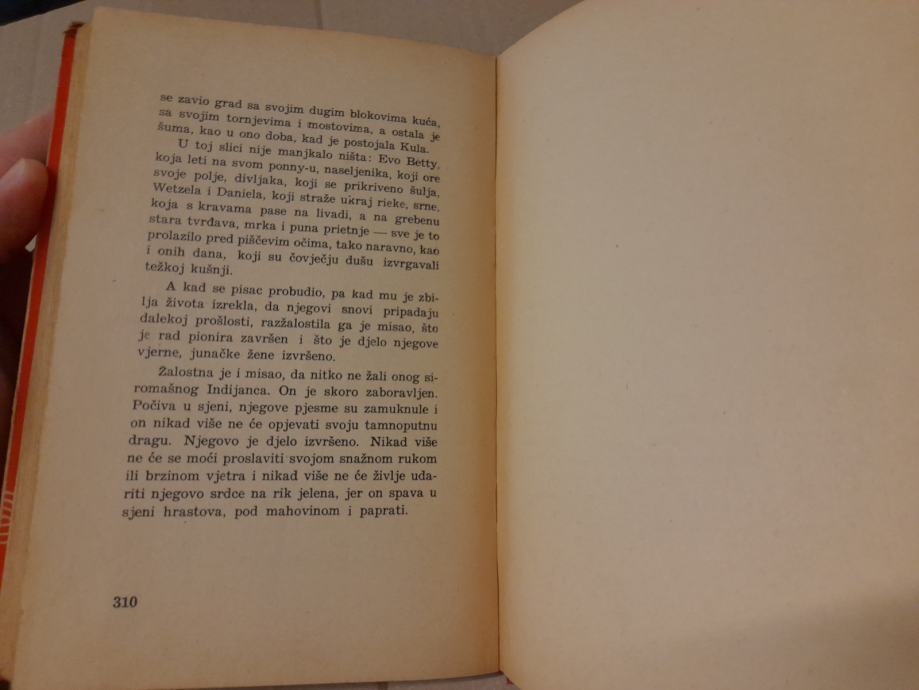 se zavio grad sa svojim dugim blokovima kuća,
sa svojim tornjevima i mostovima, a ostala je
šuma, kao u ono doba, kad je postojala Kula.
U toj slici nije manjkalo ništa: Evo Betty,
koja leti na svom ponny-u, naseljenika, koji ore
svoje polje, divljaka, koji se prikriveno šulja,
Wetzela i Daniela, koji straže ukraj rieke, srne,
koja s kravama pase na livadi, a na grebenu
stara tvrđava, mrka i puna prietnje — sve je to
prolazilo pred piščevim očima, tako naravno, kao
i onih dana, koji su čovječju dušu izvrgavali
težkoj kušnji.
A kad se pisac probudio, pa kad mu je zbi-
lja života izrekla, da njegovi snovi pripadaju
dalekoj prošlosti, razžalostila ga je misao, što
je rad pionira završen i što je djelo njegove
vjerne, junačke žene izvršeno.
Žalostna je i misao, da nitko ne žali onog si-
romašnog Indijanca. On je skoro zaboravljen.
Počiva u sjeni, njegove pjesme su zamuknule i
on nikad više ne će opjevati svoju tamnoputnu
dragu. Njegovo je djelo izvršeno. Nikad više
ne će se moći proslaviti svojom snažnom rukom
ili brzinom vjetra i nikad više ne će življe uda-
riti njegovo srdce na rik jelena, jer on spava u
sjeni hrastova, pod mahovinom i paprati.
310